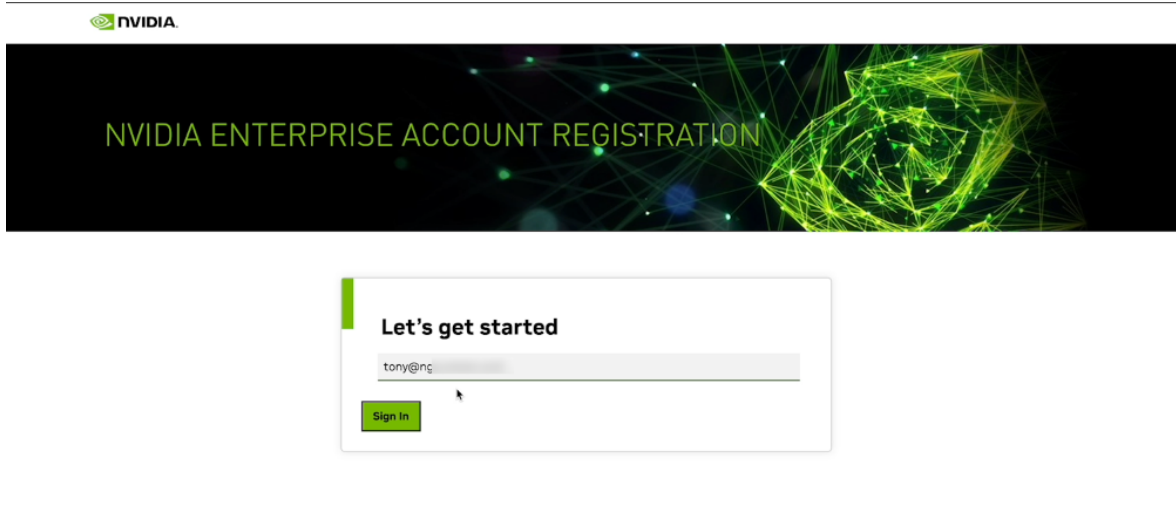 NVIDIA.
NVIDIA ENTERPRISE ACCOUNT REGISTRATION
Let's get started
tony@ng
Sign In